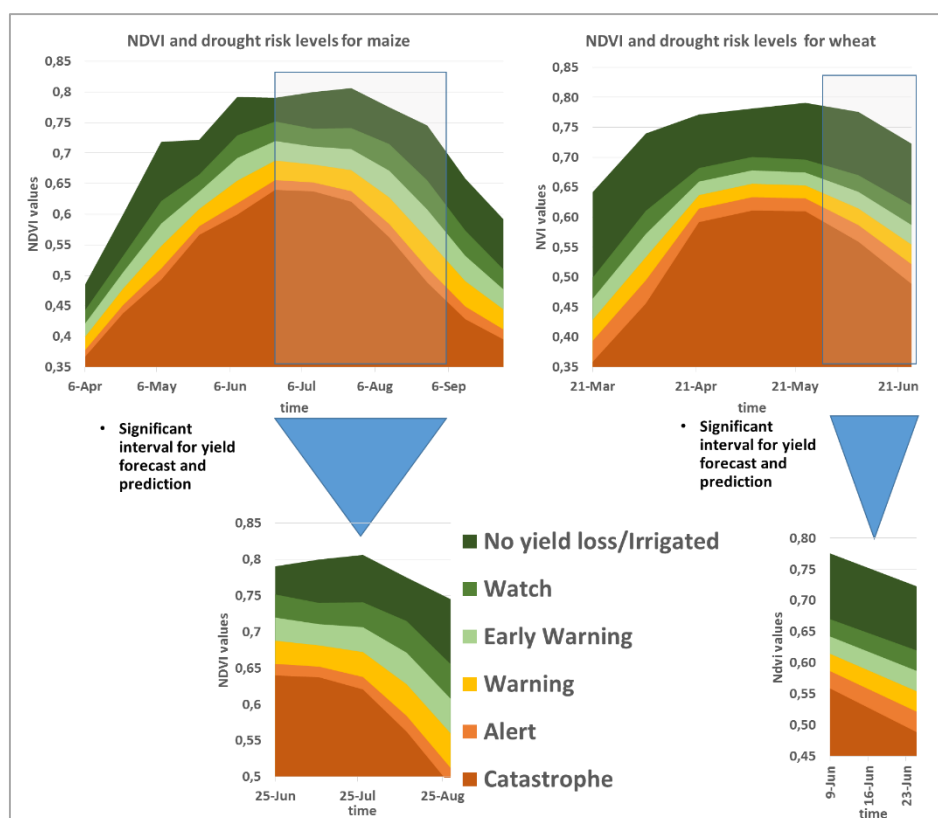 NDVI and drought risk levels for maize
0,85
0,8
0,75
0,7
0,65
0,6
0,55
0,5
0,45
0,4
0,35
NDVI values
6-Apr 6-May 6-Jun 6-Jul 6-Aug 6-Sep
time
NDVI and drought risk levels for wheat
0,85
0,80
0,75
0,70
0,65
0,60
0,55
0,50
0,45
0,40
0,35
NVI values
21-Mar 21-Apr 21-May 21-Jun
time
• Significant
interval for yield
forecast and
prediction
• Significant
interval for yield
forecast and
prediction
0,85
0,8
0,75
0,7
0,65
0,6
0,55
0,5
NDVI values
25-Jun 25-Jul 25-Aug
time
No yield loss/Irrigated
Watch
Early Warning
Warning
Alert
Catastrophe
0,80
0,75
0,70
0,65
0,60
0,55
0,50
0,45
Ndvi values
9-Jun
16-Jun
23-Jun
time